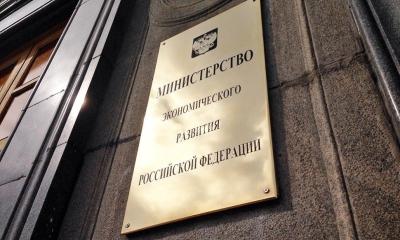 МИНИСТЕРСТВО
ЭКОНОМИЧЕСКОГО
РАЗВИТИЯ
РОССИЙСКОЙ ФЕДЕРАЦИИ